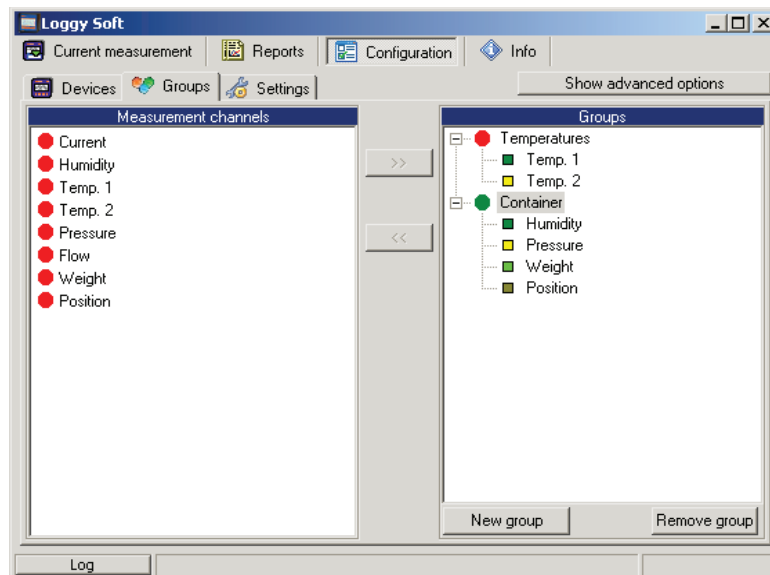 Loggy Soft
Current measurement Reports Configuration Info
Devices Groups Settings Show advanced options
Measurement channels
Current
Humidity
Temp. 1
Temp. 2
Pressure
Flow
Weight
Position
>>
<<
Groups
Temperatures
Temp. 1
Temp. 2
Container
Humidity
Pressure
Weight
Position
New group Remove group
Log